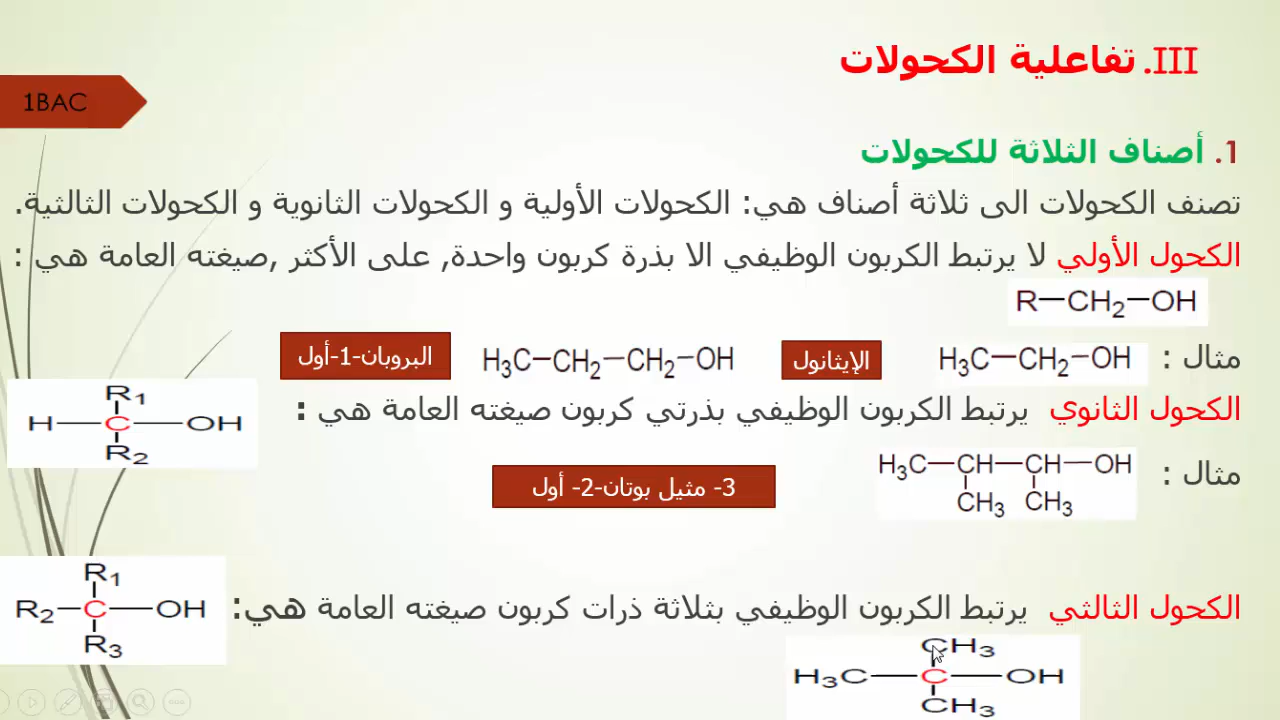 III. تفاعلية الكحولات
1BAC
1. أصناف الثلاثة للكحولات
تصنف الكحولات الى ثلاثة أصناف هي: الكحولات الأولية و الكحولات الثانوية و الكحولات الثالثية.
الكحول الأولي لا يرتبط الكربون الوظيفي الا بذرة كربون واحدة, على الأكثر ,صيغته العامة هي :
R—CH2—OH
مثال : H3C—CH2—OH الإيثانول H3C—CH2—CH2—OH البروبان-1-أول
الكحول الثانوي يرتبط الكربون الوظيفي بذرتي كربون صيغته العامة هي :
R1
H—C—OH
R2
مثال : H3C—CH—CH—OH
CH3 CH3
3- مثيل بوتان-2- أول
الكحول الثالثي يرتبط الكربون الوظيفي بثلاثة ذرات كربون صيغته العامة هي:
R1
R2—C—OH
R3
CH3
H3C—C—OH
CH3